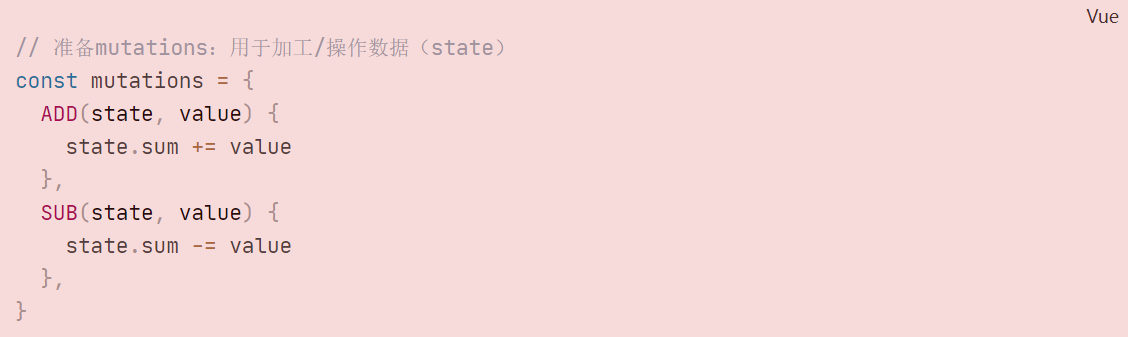 Vue
// 准备mutations：用于加工/操作数据（state）
const mutations = {
  ADD(state, value) {
    state.sum += value
  },
  SUB(state, value) {
    state.sum -= value
  },
}